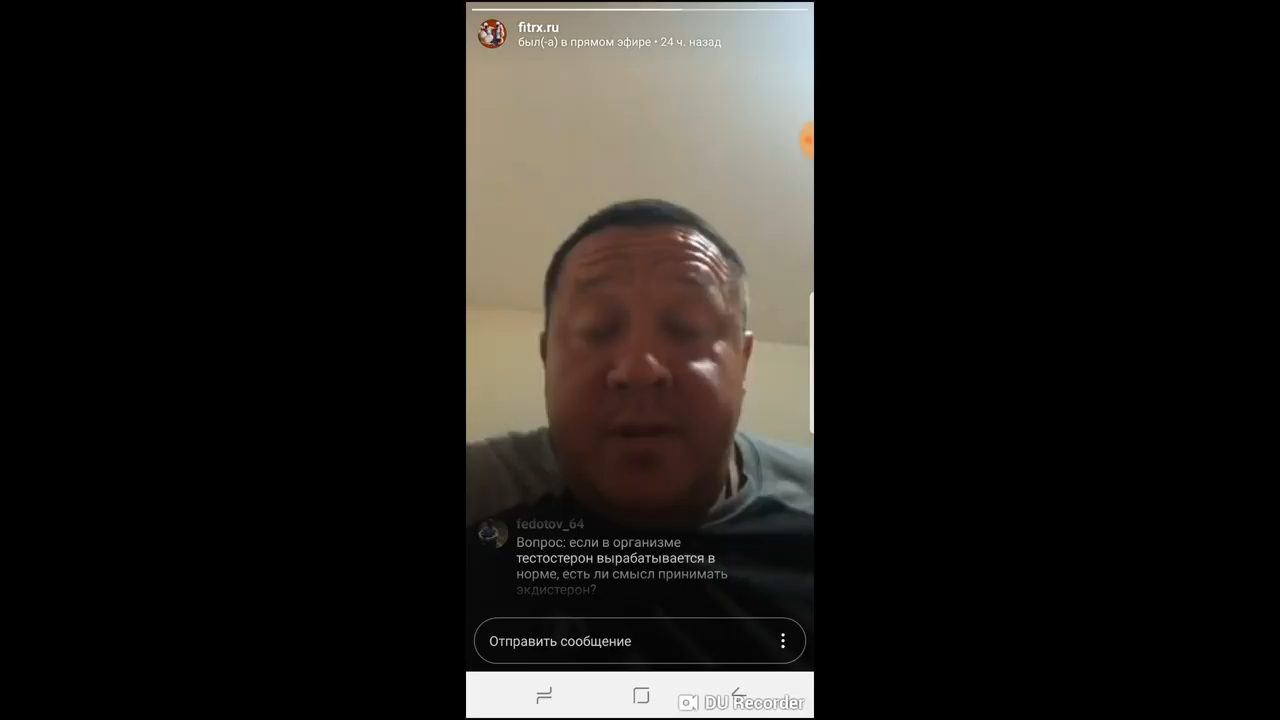 fitrx.ru
был(-а) в прямом эфире • 24 ч. назад
fedotov_64
Вопрос: если в организме
тестостерон вырабатывается в
норме, есть ли смысл принимать
экдистерон?
Отправить сообщение
DU Recorder